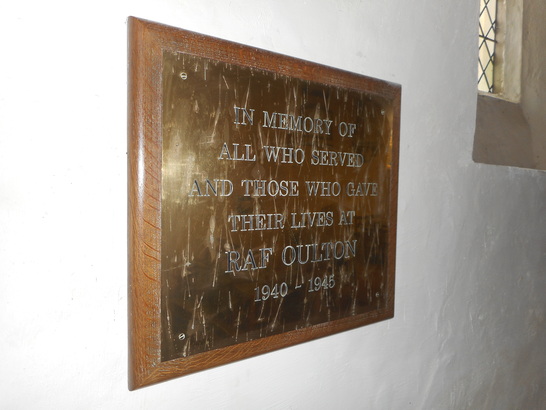 IN MEMORY OF
ALL WHO SERVED
AND THOSE WHO GAVE
THEIR LIVES AT
RAF OULTON
1940 - 1945